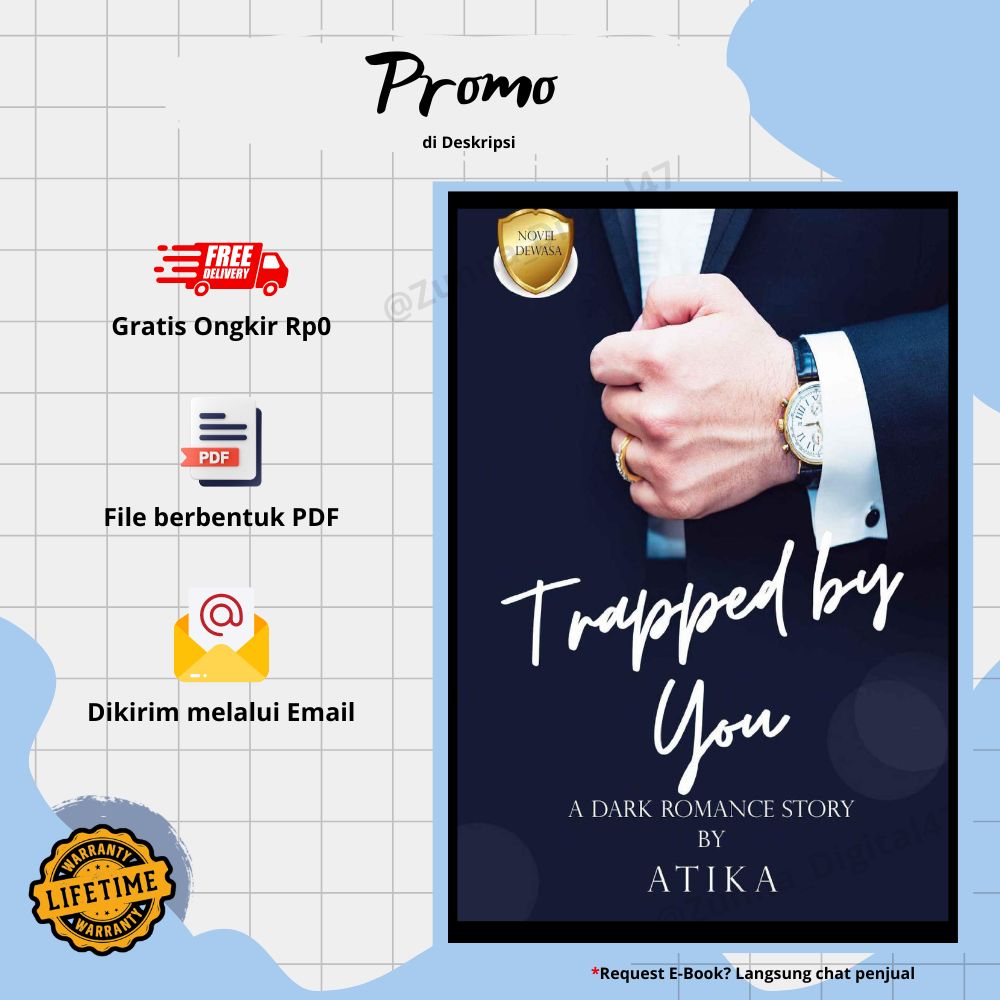 Promo
di Deskripsi
FREE
DELIVERY
Gratis Ongkir Rp0
PDF
File berbentuk PDF
@
Dikirim melalui Email
WARRANTY
LIFETIME
WARRANTY
NOVEL
DEWASA
Trapped by
You
A DARK ROMANCE STORY
BY
ATIKA
*Request E-Book? Langsung chat penjual